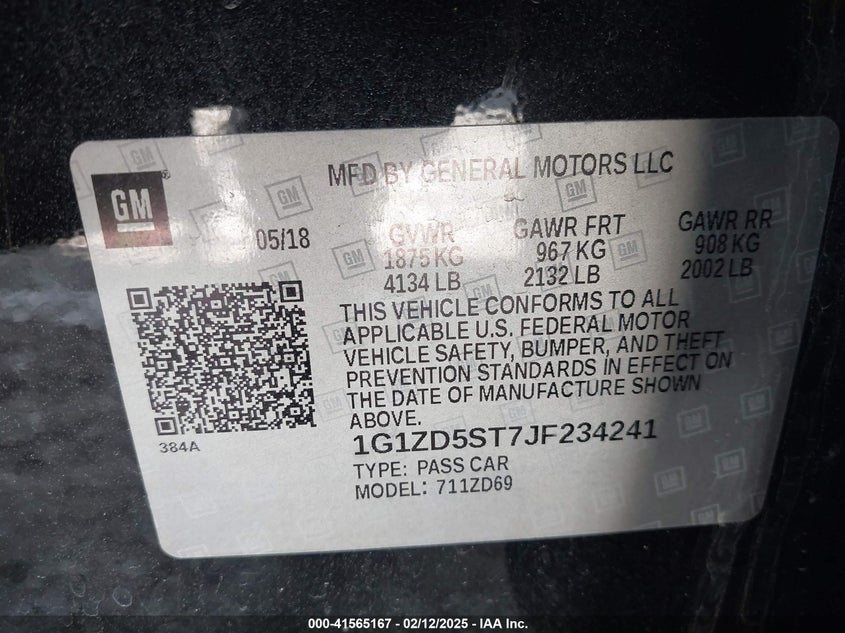 MFD BY GENERAL MOTORS LLC
GM
05/18
GVWR GAWR FRT GAWR RR
1875 KG 967 KG 908 KG
4134 LB 2132 LB 2002 LB
THIS VEHICLE CONFORMS TO ALL
APPLICABLE U.S. FEDERAL MOTOR
VEHICLE SAFETY, BUMPER, AND THEFT
PREVENTION STANDARDS IN EFFECT ON
THE DATE OF MANUFACTURE SHOWN
ABOVE.
384A
1G1ZD5ST7JF234241
TYPE: PASS CAR
MODEL: 711ZD69
000-41565167 - 02/12/2025 - IAA Inc.